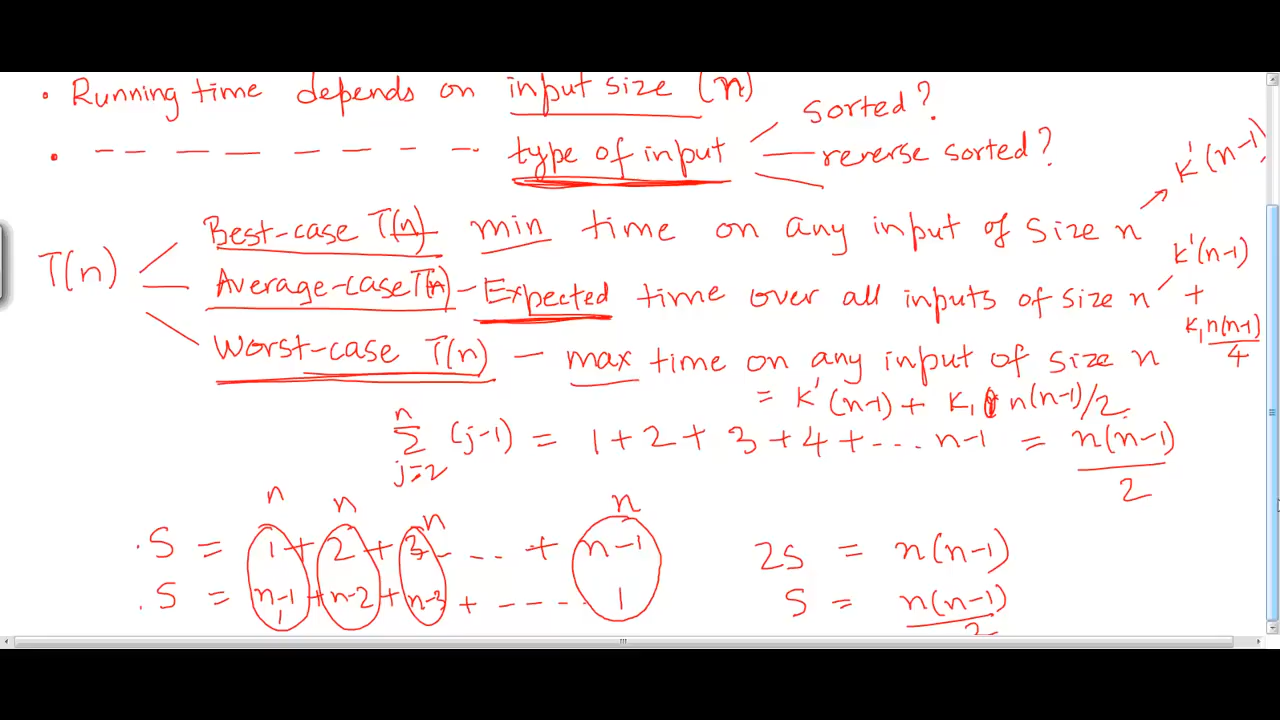 • Running time depends on input size (n)
sorted?
• — — — — — — — — type of input
reverse sorted?
k'(n-1)
Best-case T(n) min time on any input of size n
k'(n-1)
T(n)
Average-case T(n) - Expected time over all inputs of size n
+
k₁n(n-1)/4
Worst-case T(n) — max time on any input of size n
= k'(n-1) + k₁ n(n-1)/2.
n
Σ (j-1) = 1+2+3+4+...n-1 = n(n-1)/2
j=2
n n n n
.S = 1+2+3-...+n-1
2S = n(n-1)
.S = n-1+n-2+n-3+----.. 1
S = n(n-1)/2